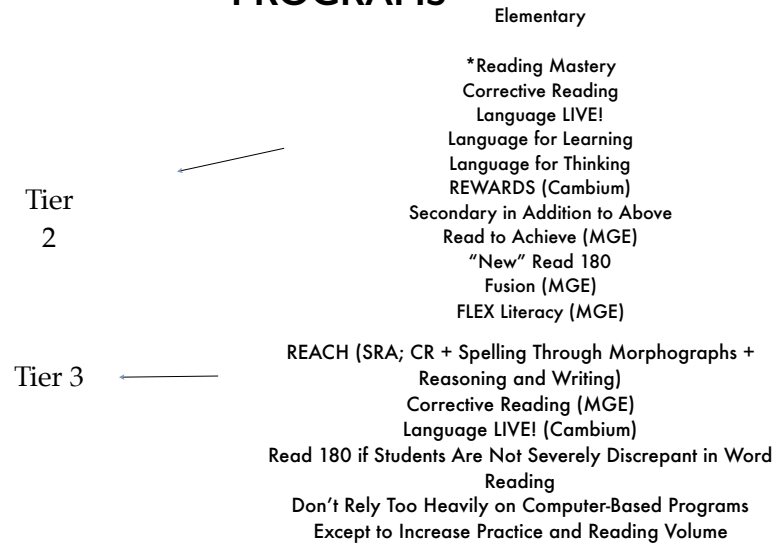 Elementary
*Reading Mastery
Corrective Reading
Language LIVE!
Language for Learning
Language for Thinking
REWARDS (Cambium)
Secondary in Addition to Above
Read to Achieve (MGE)
“New” Read 180
Fusion (MGE)
FLEX Literacy (MGE)
Tier
2
REACH (SRA; CR + Spelling Through Morphographs +
Reasoning and Writing)
Corrective Reading (MGE)
Language LIVE! (Cambium)
Read 180 if Students Are Not Severely Discrepant in Word
Reading
Don’t Rely Too Heavily on Computer-Based Programs
Except to Increase Practice and Reading Volume
Tier 3